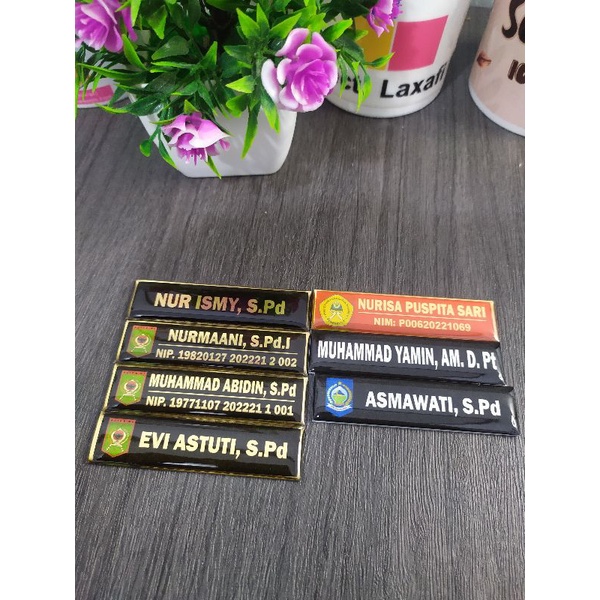 Laxafi
NUR ISMY, S.Pd
NURMAANI, S.Pd.I
NIP. 19820127 202221 2 002
MUHAMMAD ABIDIN, S.Pd
NIP. 19771107 202221 1 001
EVI ASTUTI, S.Pd
NURISA PUSPITA SARI
NIM: P00620221069
MUHAMMAD YAMIN, AM. D. Pt
ASMAWATI, S.Pd